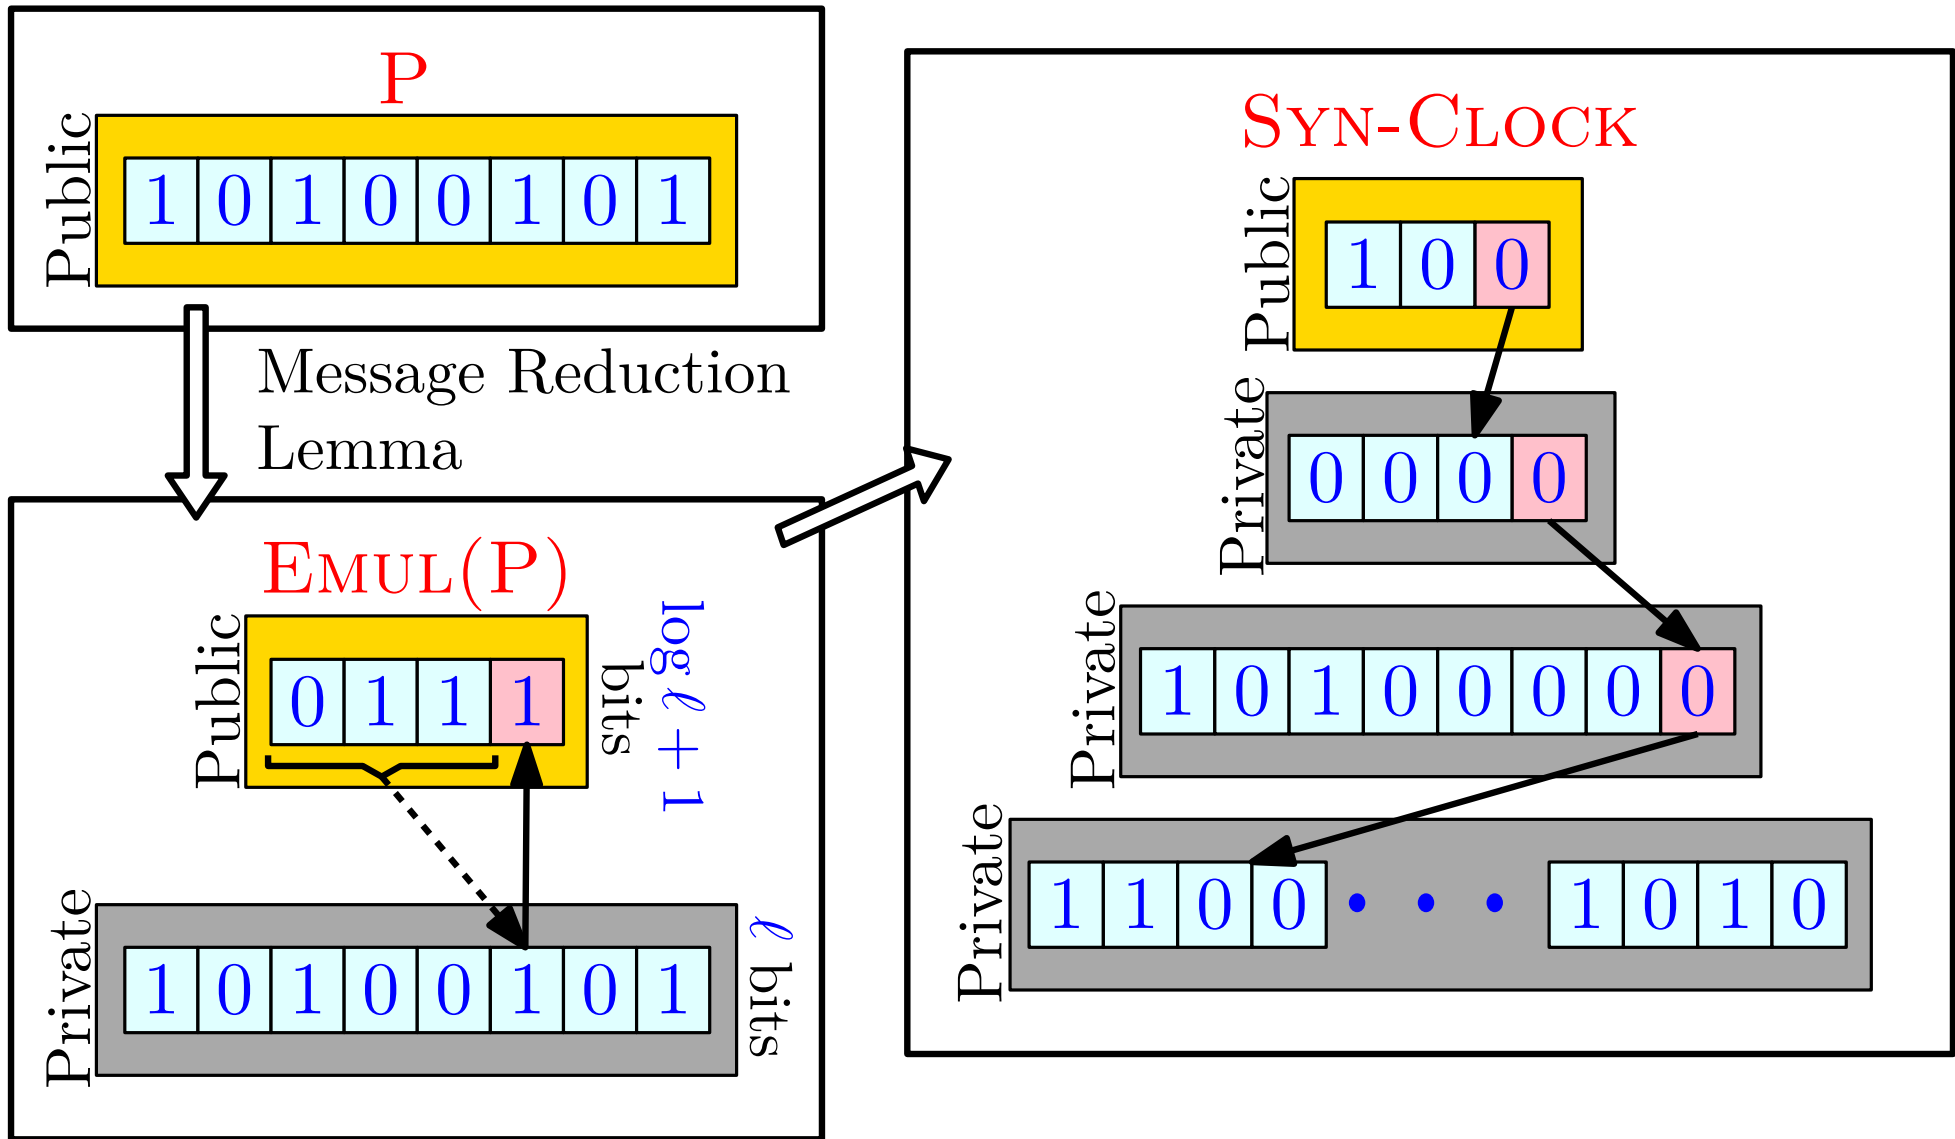 P
Public
1 0 1 0 0 1 0 1
Message Reduction
Lemma
EMUL(P)
Public
0 1 1 1
log ℓ + 1
bits
Private
1 0 1 0 0 1 0 1
ℓ bits
SYN-CLOCK
Public
1 0 0
Private
0 0 0 0
Private
1 0 1 0 0 0 0 0
Private
1 1 0 0 • • • 1 0 1 0